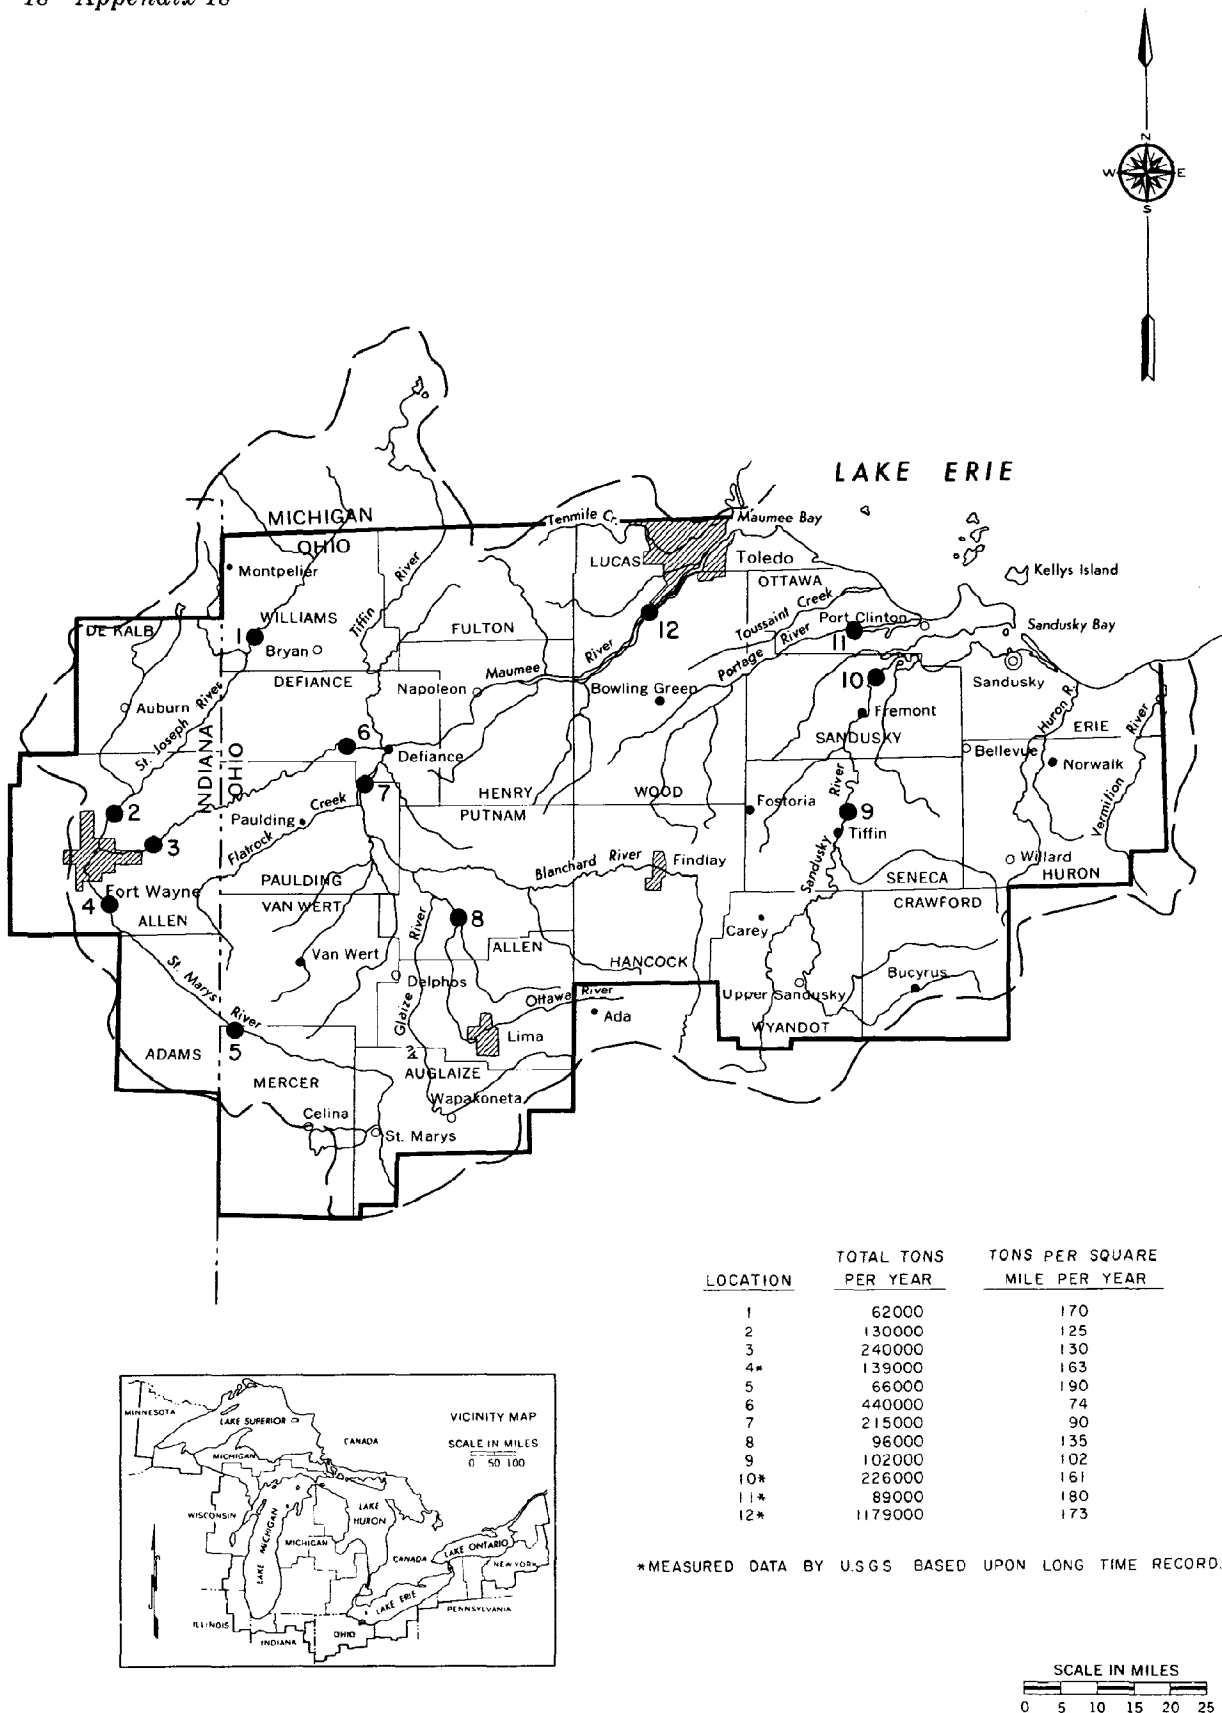 18 Appendix 18
N
W E
S
LAKE ERIE
MICHIGAN
OHIO
Tenmile Cr.
Maumee Bay
LUCAS
Toledo
Montpelier
OTTAWA
Kellys Island
Tiffin River
Toussaint Creek
Port Clinton
DE KALB
WILLIAMS
1
FULTON
12
Portage River
11
Sandusky Bay
Bryan
Maumee River
DEFIANCE
Napoleon
Bowling Green
10
Sandusky
Auburn
St. Joseph River
Fremont
Huron R.
SANDUSKY
ERIE
6
Defiance
Bellevue
Norwalk
INDIANA
OHIO
7
HENRY
WOOD
Vermilion River
2
Paulding
Flatrock Creek
PUTNAM
Fostoria
9
Tiffin
Sandusky River
3
Blanchard River
Findlay
Willard
HURON
Fort Wayne
PAULDING
SENECA
4
ALLEN
VAN WERT
8
CRAWFORD
Carey
ALLEN
Van Wert
HANCOCK
St. Marys River
Delphos
Bucyrus
Ottawa River
Upper Sandusky
Glaize River
Ada
WYANDOT
5
Lima
ADAMS
MERCER
AUGLAIZE
Wapakoneta
Celina
St. Marys
TOTAL TONS TONS PER SQUARE
LOCATION PER YEAR MILE PER YEAR
1 62000 170
2 130000 125
3 240000 130
4* 139000 163
5 66000 190
6 440000 74
7 215000 90
8 96000 135
9 102000 102
10* 226000 161
11* 89000 180
12* 1179000 173
*MEASURED DATA BY U.S.G.S BASED UPON LONG TIME RECORD.
VICINITY MAP
SCALE IN MILES
0 50 100
MINNESOTA
LAKE SUPERIOR
CANADA
MICHIGAN
WISCONSIN
LAKE MICHIGAN
LAKE HURON
MICHIGAN
CANADA
LAKE ONTARIO
NEW YORK
LAKE ERIE
PENNSYLVANIA
ILLINOIS
INDIANA
OHIO
SCALE IN MILES
0 5 10 15 20 25